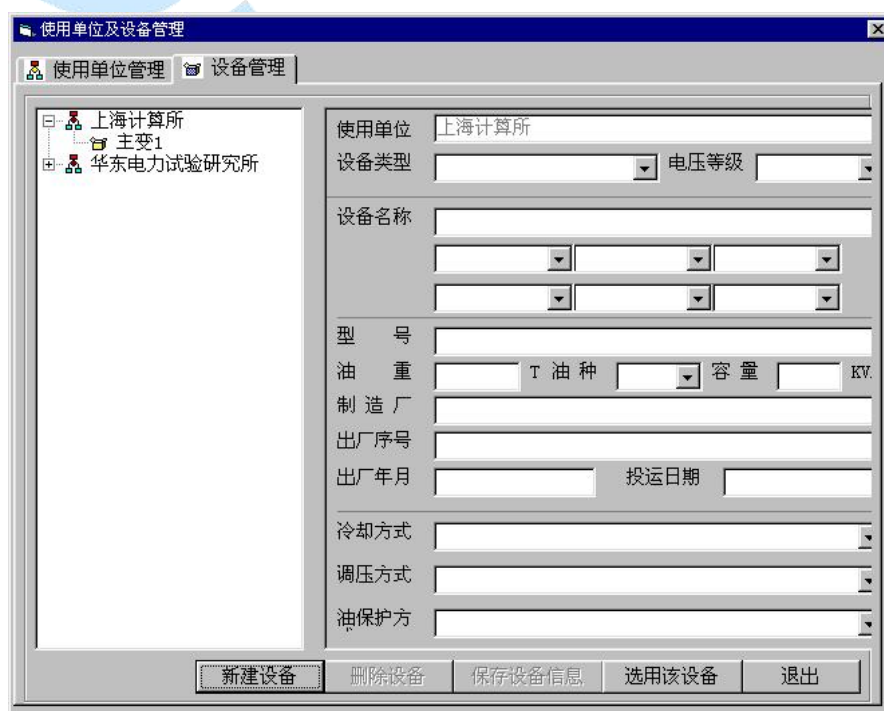 使用单位及设备管理
使用单位管理 设备管理
上海计算所
主变1
华东电力试验研究所
使用单位 上海计算所
设备类型 电压等级
设备名称
型 号
油 重 T 油 种 容 量 KV
制 造 厂
出厂序号
出厂年月 投运日期
冷却方式
调压方式
油保护方
新建设备 删除设备 保存设备信息 选用该设备 退出